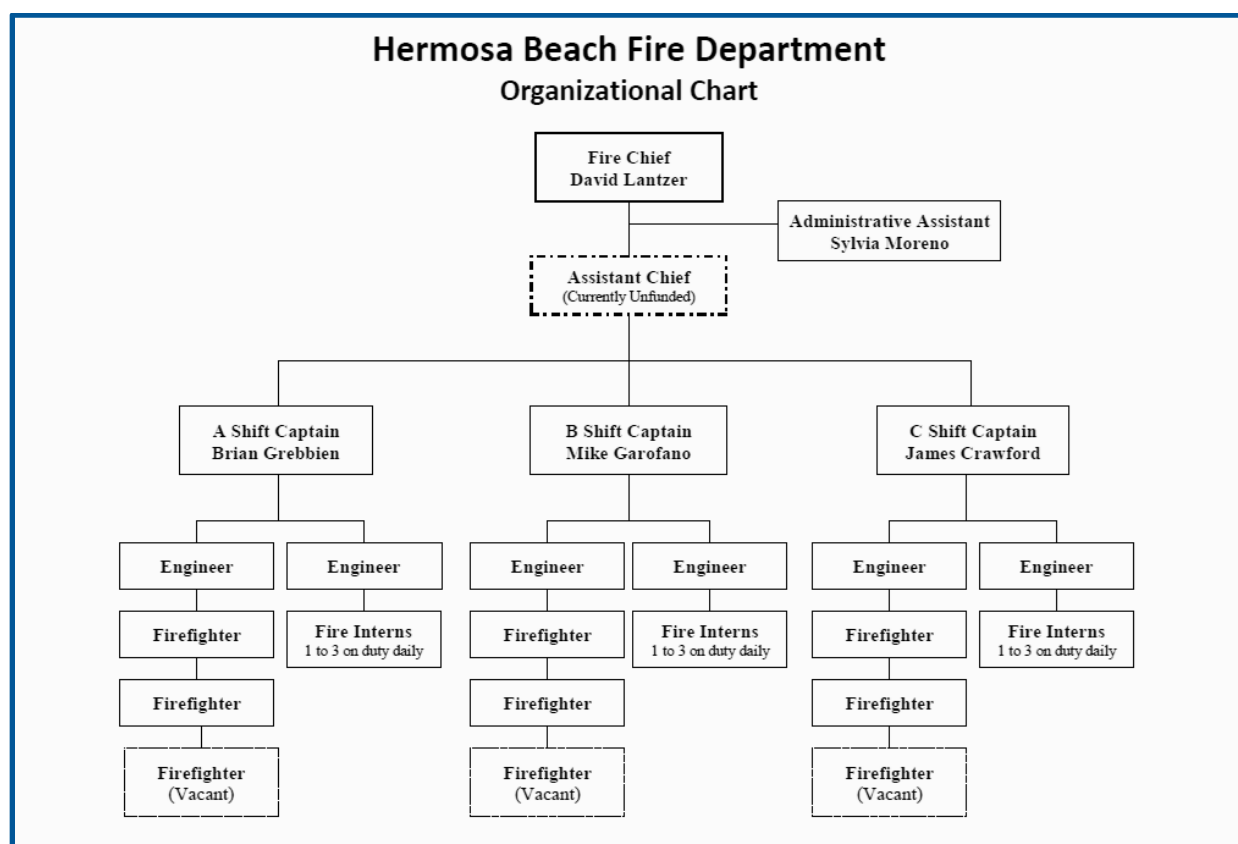 Hermosa Beach Fire Department
Organizational Chart
Fire Chief
David Lantzer
Administrative Assistant
Sylvia Moreno
Assistant Chief
(Currently Unfunded)
A Shift Captain
Brian Grebbien
B Shift Captain
Mike Garofano
C Shift Captain
James Crawford
Engineer
Engineer
Engineer
Engineer
Engineer
Engineer
Firefighter
Fire Interns
1 to 3 on duty daily
Firefighter
Fire Interns
1 to 3 on duty daily
Firefighter
Fire Interns
1 to 3 on duty daily
Firefighter
Firefighter
Firefighter
Firefighter
(Vacant)
Firefighter
(Vacant)
Firefighter
(Vacant)